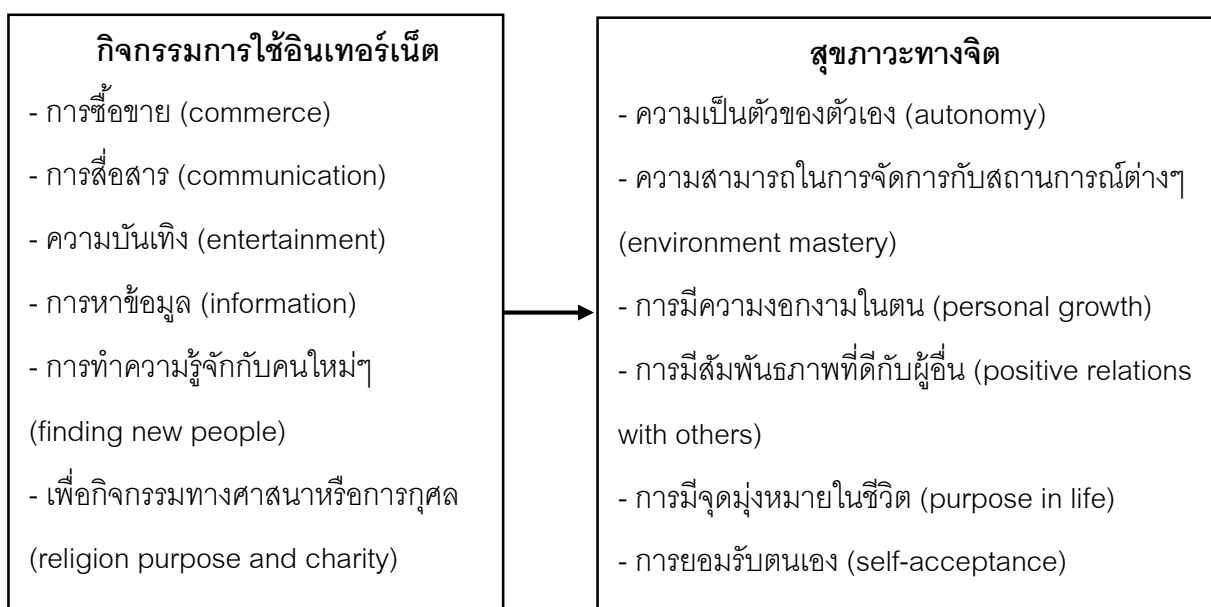 กิจกรรมการใช้อินเทอร์เน็ต
- การซื้อขาย (commerce)
- การสื่อสาร (communication)
- ความบันเทิง (entertainment)
- การหาข้อมูล (information)
- การทำความรู้จักกับคนใหม่ๆ
(finding new people)
- เพื่อกิจกรรมทางศาสนาหรือการกุศล
(religion purpose and charity)
สุขภาวะทางจิต
- ความเป็นตัวของตัวเอง (autonomy)
- ความสามารถในการจัดการกับสถานการณ์ต่างๆ
(environment mastery)
- การมีความงอกงามในตน (personal growth)
- การมีสัมพันธภาพที่ดีกับผู้อื่น (positive relations
with others)
- การมีจุดมุ่งหมายในชีวิต (purpose in life)
- การยอมรับตนเอง (self-acceptance)